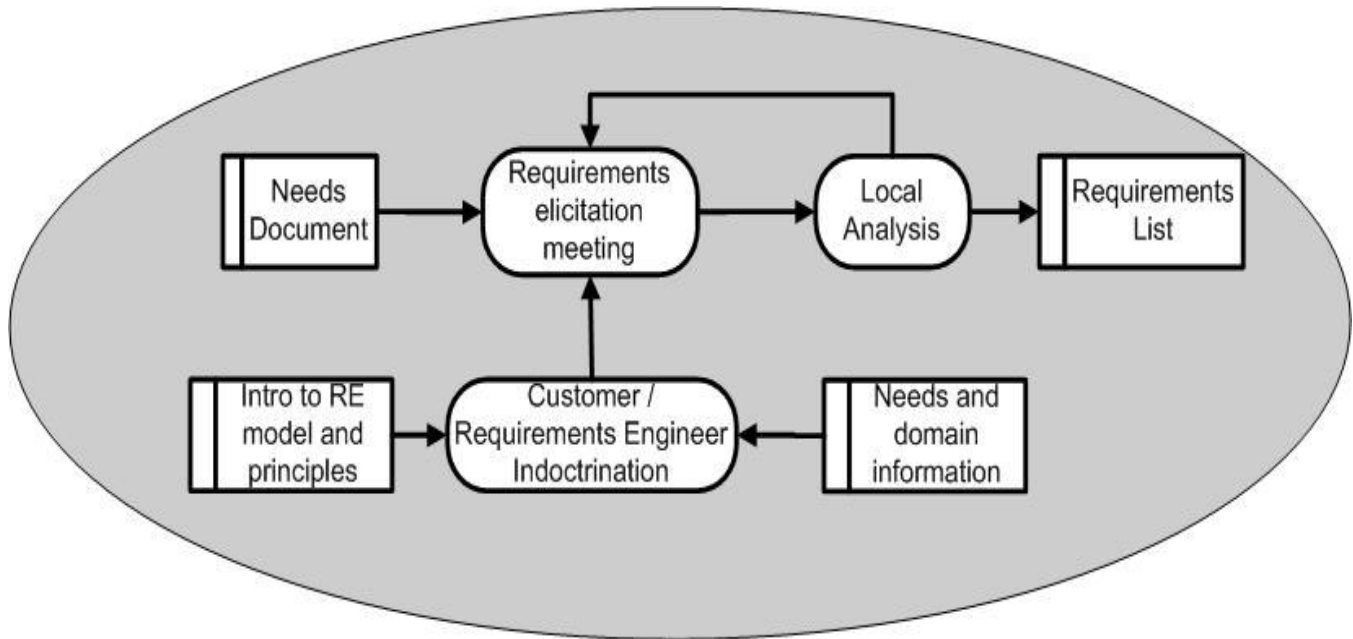 Needs
Document
Requirements
elicitation
meeting
Local
Analysis
Requirements
List
Intro to RE
model and
principles
Customer /
Requirements Engineer
Indoctrination
Needs and
domain
information